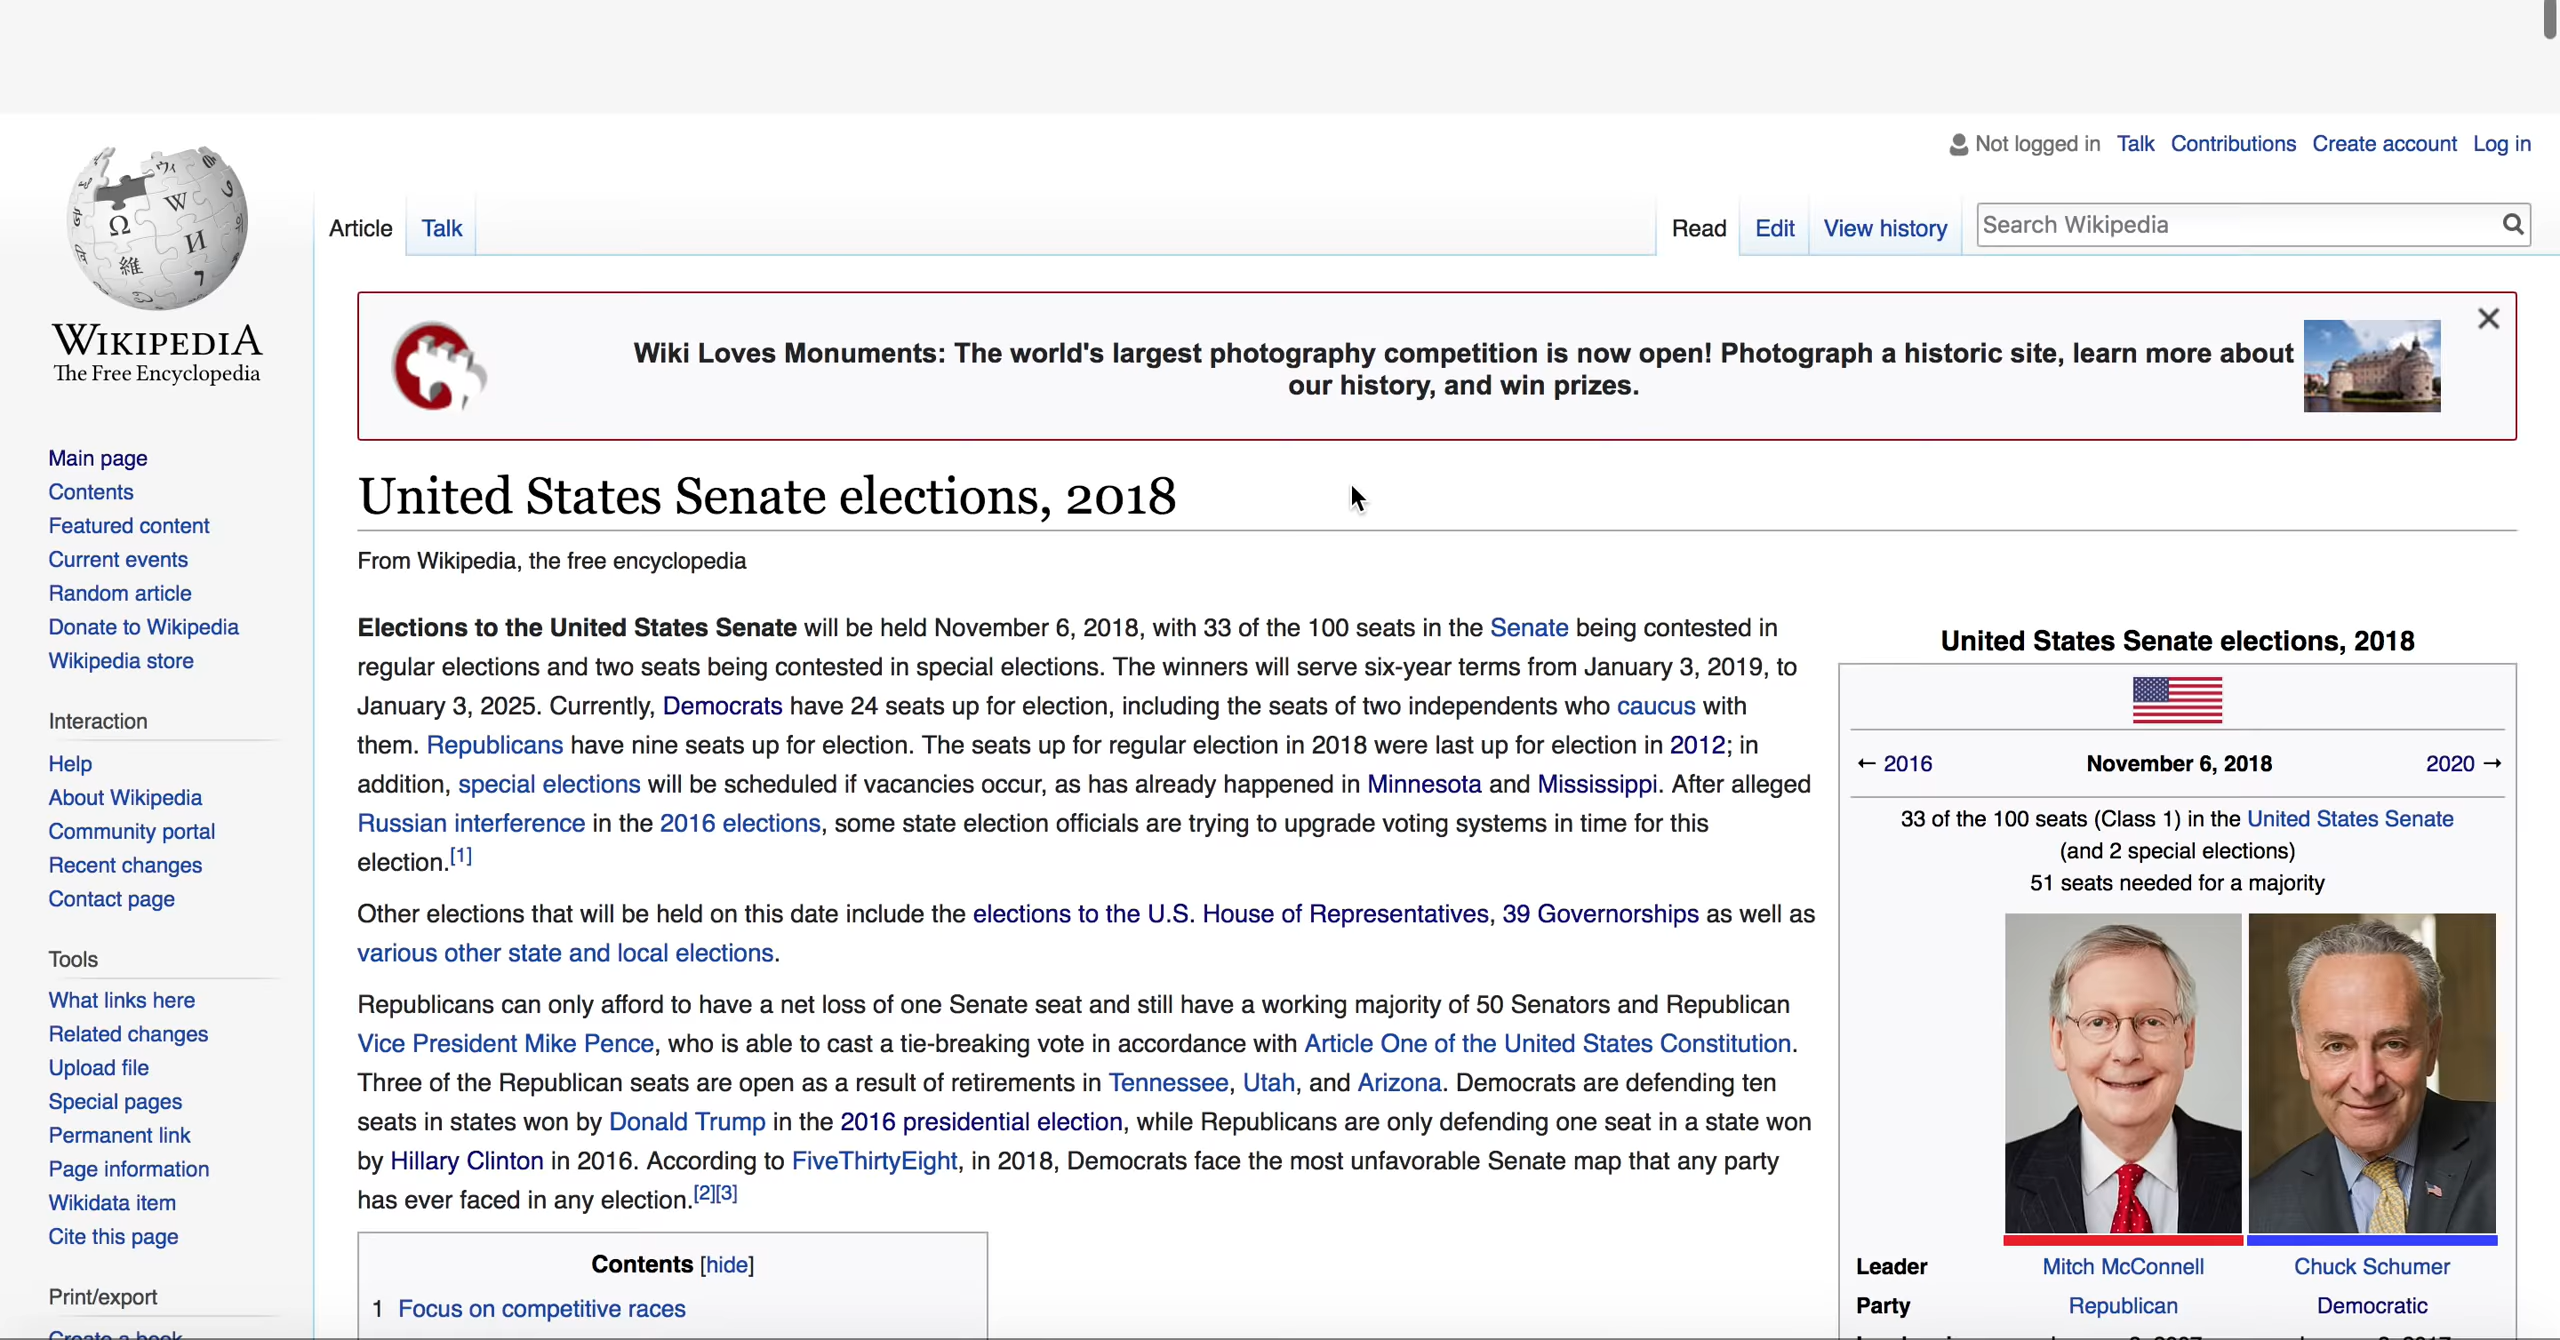 Not logged in Talk Contributions Create account Log in
Article Talk Read Edit View history Search Wikipedia
WIKIPEDIA
The Free Encyclopedia
Main page
Contents
Featured content
Current events
Random article
Donate to Wikipedia
Wikipedia store
Interaction
Help
About Wikipedia
Community portal
Recent changes
Contact page
Tools
What links here
Related changes
Upload file
Special pages
Permanent link
Page information
Wikidata item
Cite this page
Print/export
Create a book
Wiki Loves Monuments: The world's largest photography competition is now open! Photograph a historic site, learn more about
our history, and win prizes.
United States Senate elections, 2018
From Wikipedia, the free encyclopedia
Elections to the United States Senate will be held November 6, 2018, with 33 of the 100 seats in the Senate being contested in
regular elections and two seats being contested in special elections. The winners will serve six-year terms from January 3, 2019, to
January 3, 2025. Currently, Democrats have 24 seats up for election, including the seats of two independents who caucus with
them. Republicans have nine seats up for election. The seats up for regular election in 2018 were last up for election in 2012; in
addition, special elections will be scheduled if vacancies occur, as has already happened in Minnesota and Mississippi. After alleged
Russian interference in the 2016 elections, some state election officials are trying to upgrade voting systems in time for this
election.[1]
Other elections that will be held on this date include the elections to the U.S. House of Representatives, 39 Governorships as well as
various other state and local elections.
Republicans can only afford to have a net loss of one Senate seat and still have a working majority of 50 Senators and Republican
Vice President Mike Pence, who is able to cast a tie-breaking vote in accordance with Article One of the United States Constitution.
Three of the Republican seats are open as a result of retirements in Tennessee, Utah, and Arizona. Democrats are defending ten
seats in states won by Donald Trump in the 2016 presidential election, while Republicans are only defending one seat in a state won
by Hillary Clinton in 2016. According to FiveThirtyEight, in 2018, Democrats face the most unfavorable Senate map that any party
has ever faced in any election.[2][3]
Contents [hide]
1 Focus on competitive races
United States Senate elections, 2018
← 2016 November 6, 2018 2020 →
33 of the 100 seats (Class 1) in the United States Senate
(and 2 special elections)
51 seats needed for a majority
Leader Mitch McConnell Chuck Schumer
Party Republican Democratic